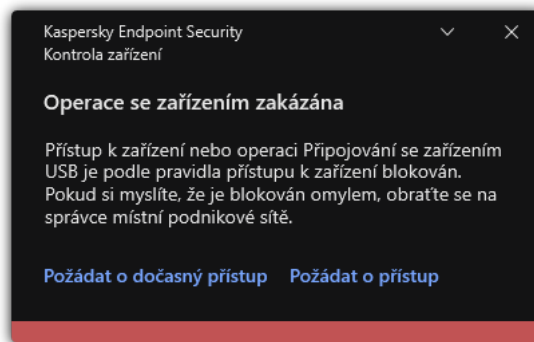 Kaspersky Endpoint Security
Kontrola zařízení
Operace se zařízením zakázána
Přístup k zařízení nebo operaci Připojování se zařízením
USB je podle pravidla přístupu k zařízení blokován.
Pokud si myslíte, že je blokován omylem, obraťte se na
správce místní podnikové sítě.
Požádat o dočasný přístup Požádat o přístup